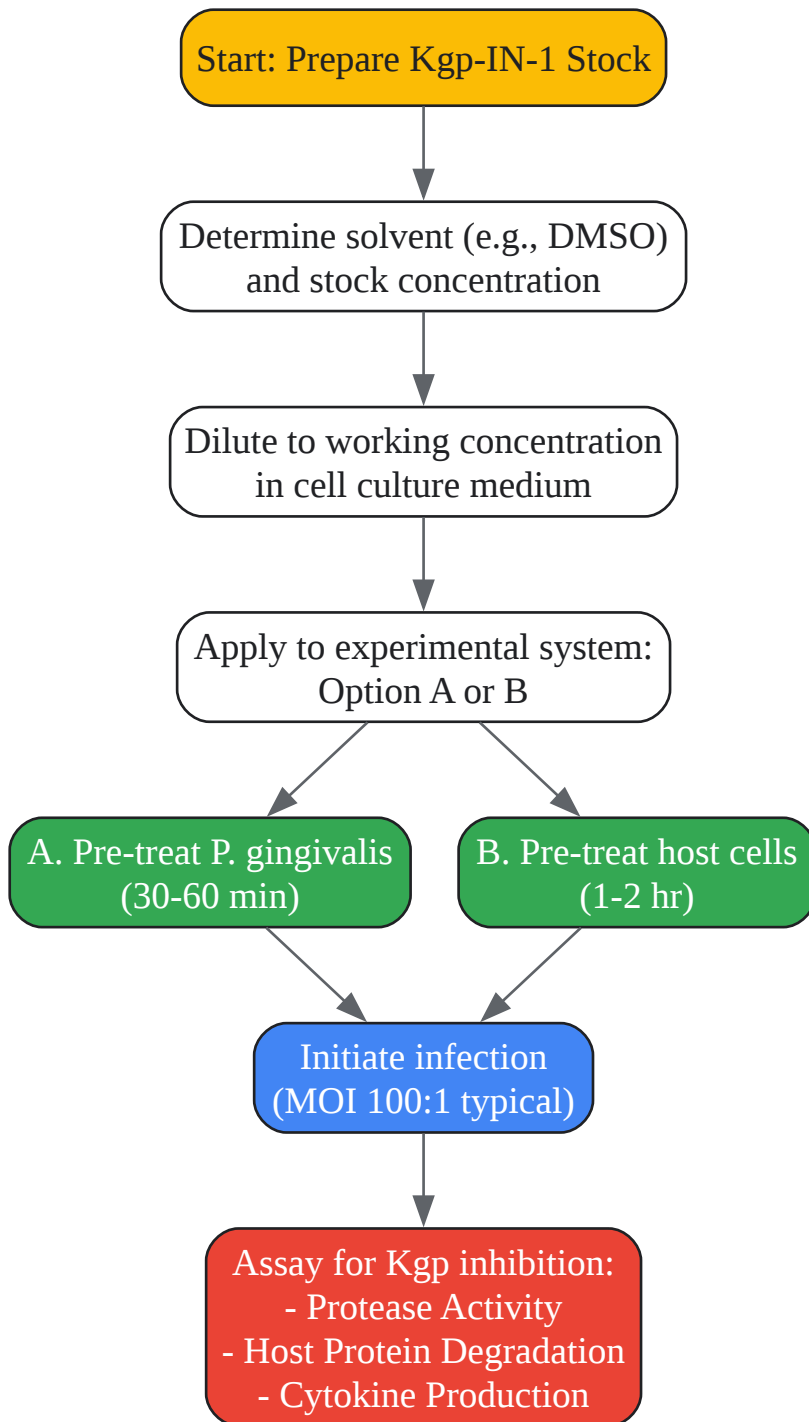 Start: Prepare Kgp-IN-1 Stock
Determine solvent (e.g., DMSO)
and stock concentration
Dilute to working concentration
in cell culture medium
Apply to experimental system:
Option A or B
A. Pre-treat P. gingivalis
(30-60 min)
B. Pre-treat host cells
(1-2 hr)
Initiate infection
(MOI 100:1 typical)
Assay for Kgp inhibition:
- Protease Activity
- Host Protein Degradation
- Cytokine Production